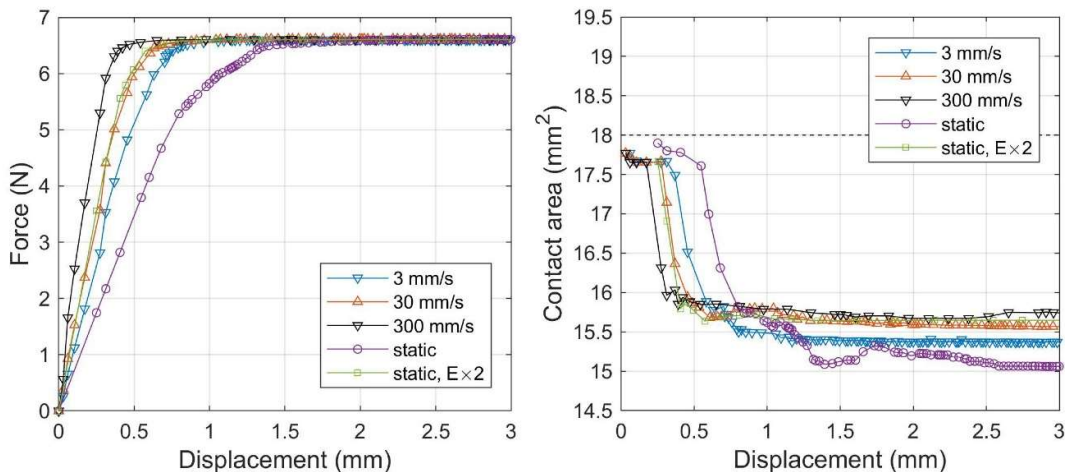 7
6
5
4
3
2
1
0
Force (N)
0
0.5
1
1.5
2
2.5
3
Displacement (mm)
3 mm/s
30 mm/s
300 mm/s
static
static, E×2
19.5
19
18.5
18
17.5
17
16.5
16
15.5
15
14.5
Contact area (mm²)
0
0.5
1
1.5
2
2.5
3
Displacement (mm)
3 mm/s
30 mm/s
300 mm/s
static
static, E×2